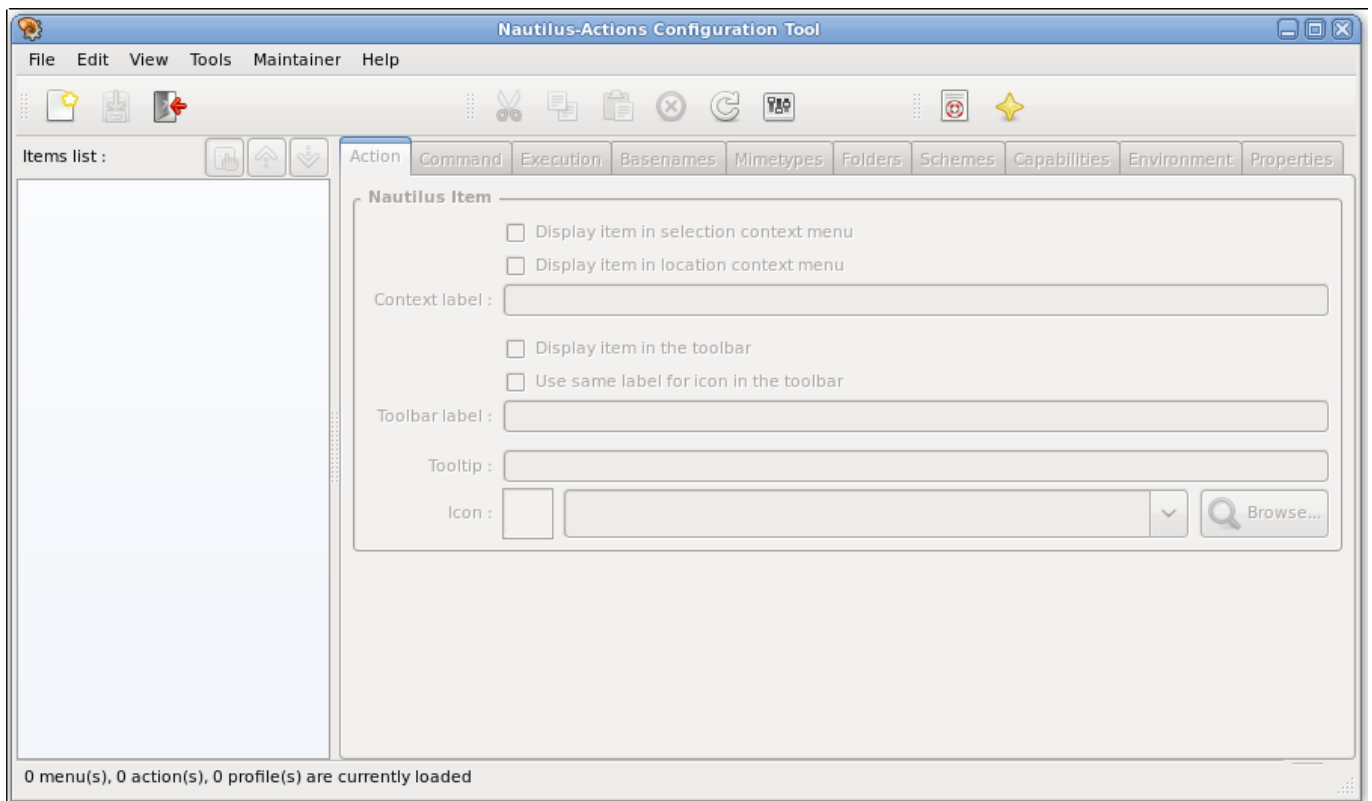 Nautilus-Actions Configuration Tool
File Edit View Tools Maintainer Help
Items list :
Action Command Execution Basenames Mimetypes Folders Schemes Capabilities Environment Properties
Nautilus Item
Display item in selection context menu
Display item in location context menu
Context label :
Display item in the toolbar
Use same label for icon in the toolbar
Toolbar label :
Tooltip :
Icon : Browse...
0 menu(s), 0 action(s), 0 profile(s) are currently loaded